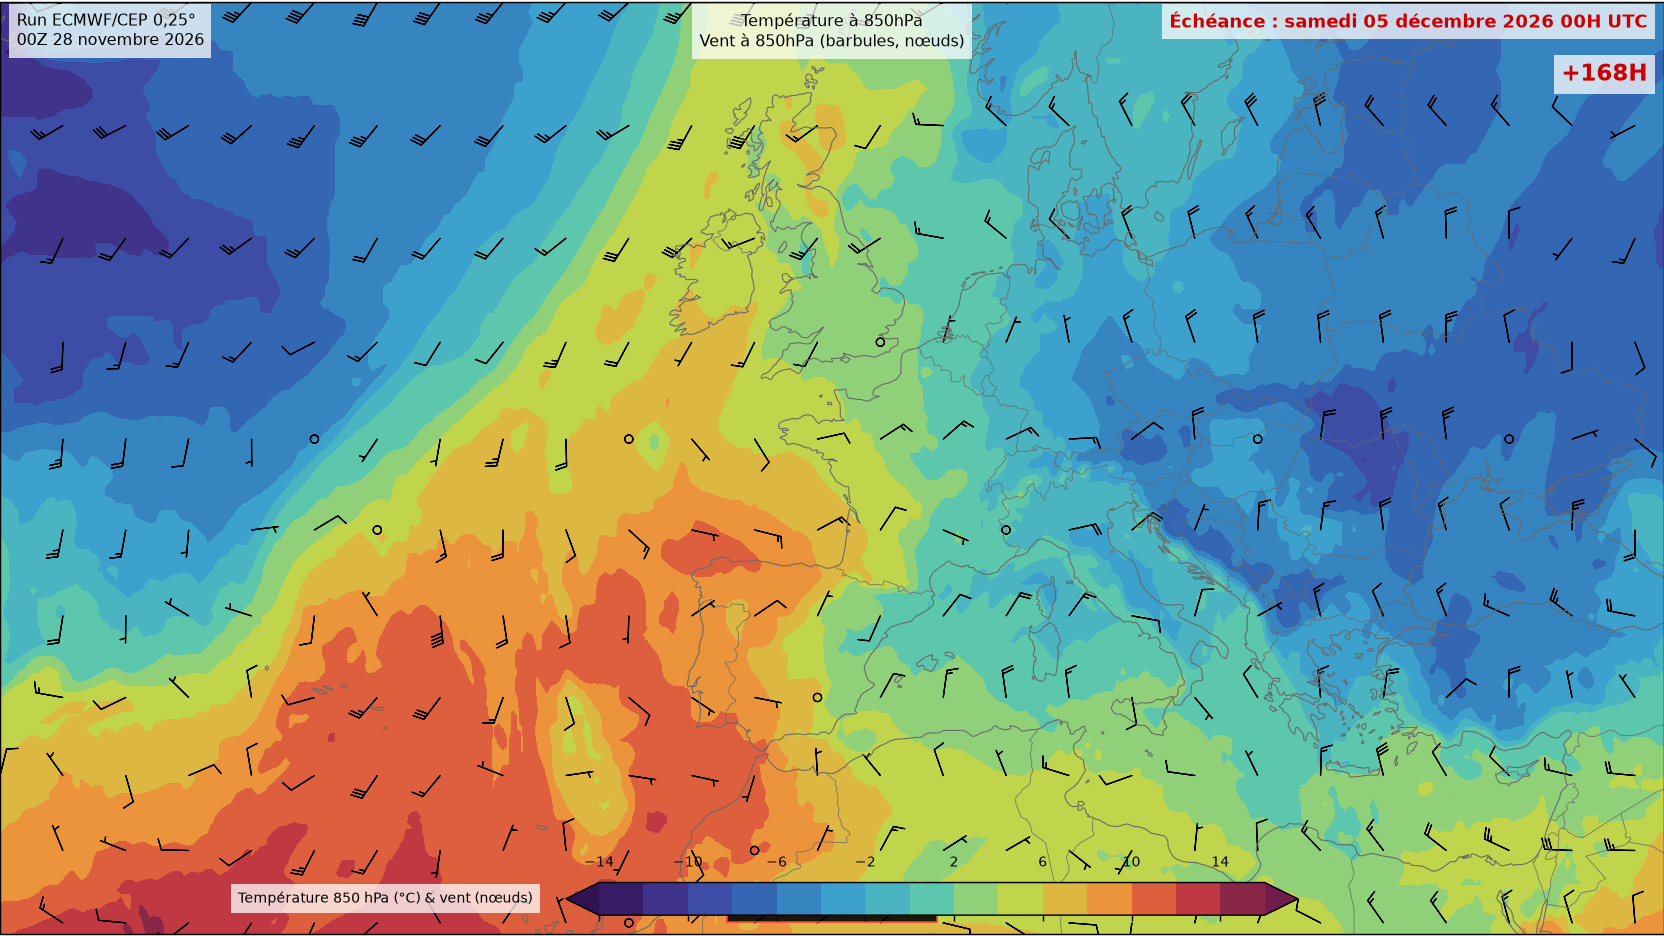 Run ECMWF/CEP 0,25°
00Z 28 novembre 2026
Température à 850hPa
Vent à 850hPa (barbules, nœuds)
Échéance : samedi 05 décembre 2026 00H UTC
+168H
−14 −10 −6 −2 2 6 10 14
Température 850 hPa (°C) & vent (nœuds)